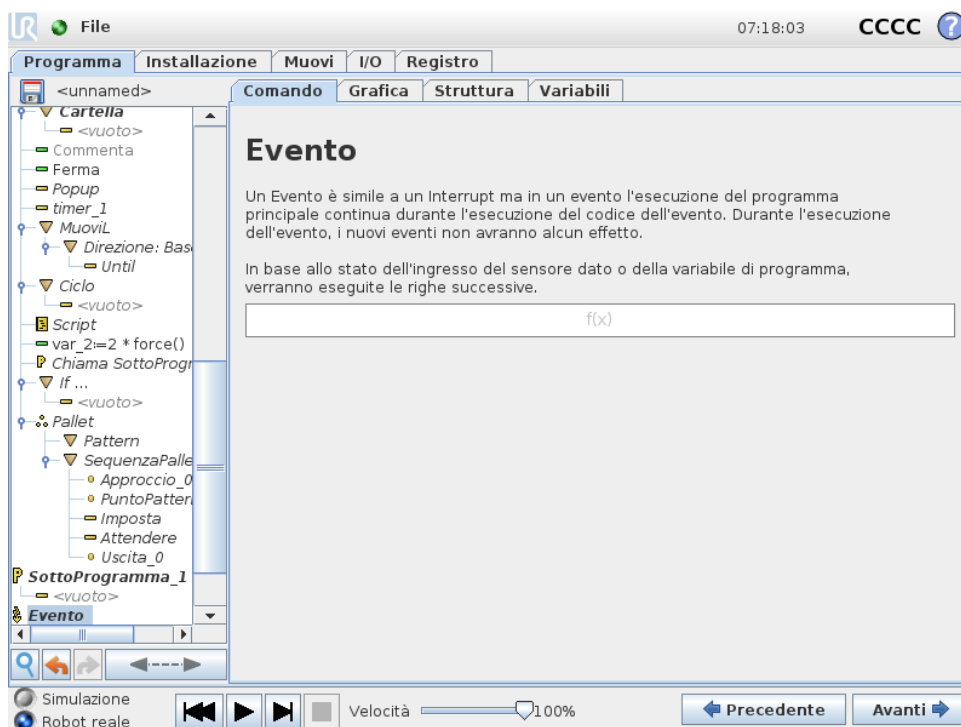 UR File 07:18:03 CCCC ?
Programma Installazione Muovi I/O Registro
<unnamed>
Comando Grafica Struttura Variabili
Cartella
<vuoto>
Commenta
Ferma
Popup
timer_1
MuoviL
Direzione: Bas
Until
Ciclo
<vuoto>
Script
var_2:=2 * force()
P Chiama SottoProgr
If ...
<vuoto>
Pallet
Pattern
SequenzaPalle
Approccio_0
PuntoPatter
Imposta
Attendere
Uscita_0
P SottoProgramma_1
<vuoto>
Evento
Evento
Un Evento è simile a un Interrupt ma in un evento l'esecuzione del programma
principale continua durante l'esecuzione del codice dell'evento. Durante l'esecuzione
dell'evento, i nuovi eventi non avranno alcun effetto.
In base allo stato dell'ingresso del sensore dato o della variabile di programma,
verranno eseguite le righe successive.
f(x)
Simulazione
Robot reale
Velocità 100%
Precedente Avanti